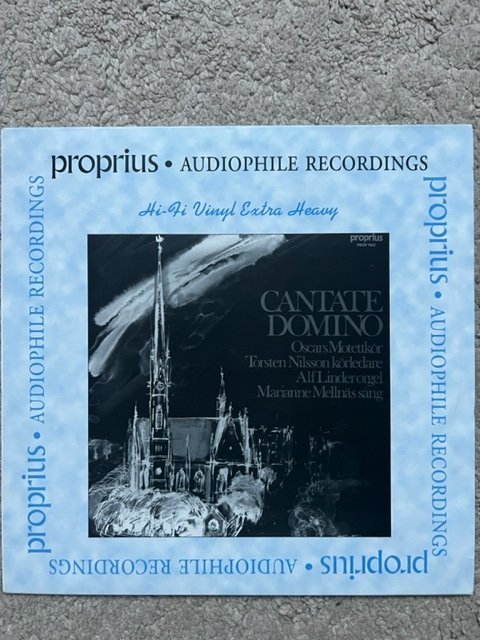 proprius • AUDIOPHILE RECORDINGS
Hi-Fi Vinyl Extra Heavy
proprius
CANTATE
DOMINO
Oscars Motettkör
Torsten Nilsson körledare
Alf Linder orgel
Marianne Mellnäs sång
proprius • AUDIOPHILE RECORDINGS
proprius • AUDIOPHILE RECORDINGS
proprius • AUDIOPHILE RECORDINGS